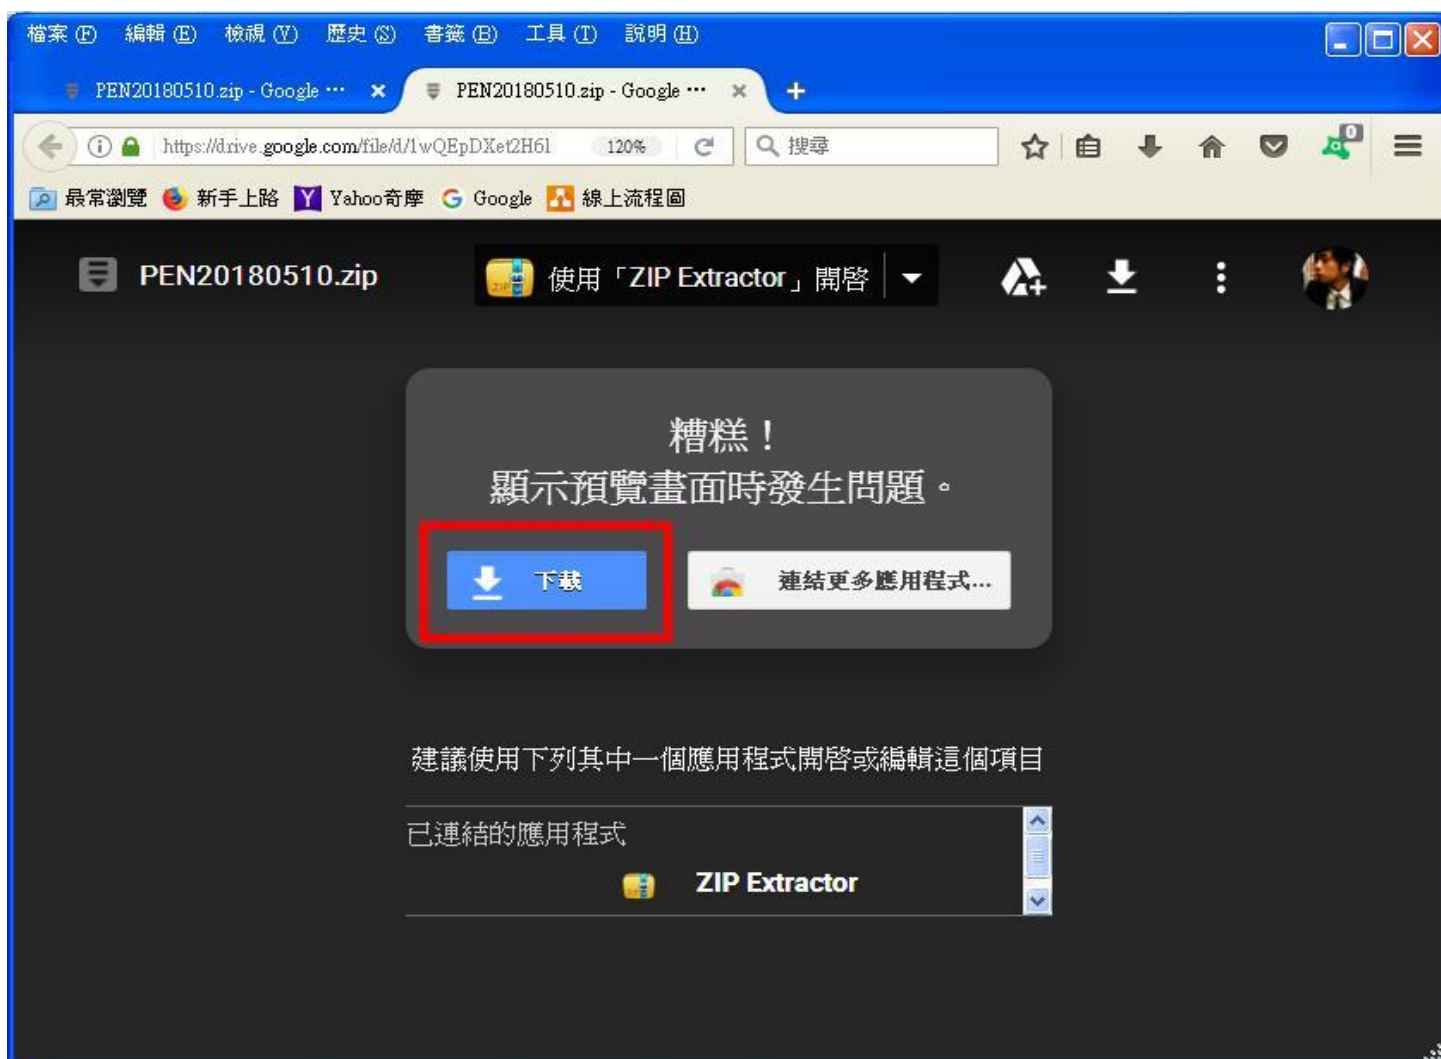 檔案(F) 編輯(E) 檢視(V) 歷史(S) 書籤(B) 工具(T) 說明(H)
PEN20180510.zip - Google ··· PEN20180510.zip - Google ···
https://drive.google.com/file/d/1wQEpDXet2H6l 120% 搜尋 0
最常瀏覽 新手上路 Yahoo奇摩 Google 線上流程圖
PEN20180510.zip 使用「ZIP Extractor」開啓
糟糕！
顯示預覽畫面時發生問題。
下載 連結更多應用程式...
建議使用下列其中一個應用程式開啓或編輯這個項目
已連結的應用程式
ZIP Extractor